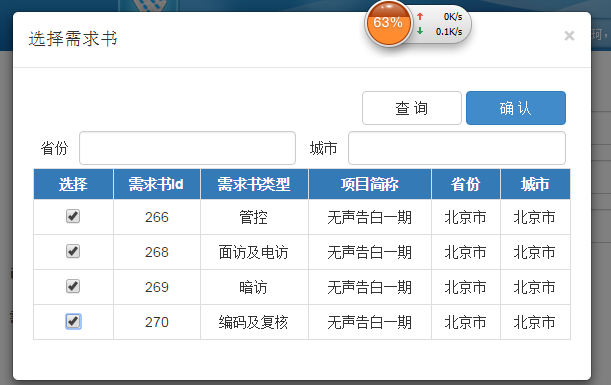 63%
0K/s
0.1K/s
选择需求书
×
查 询
确 认
省份
城市
选择 需求书Id 需求书类型 项目简称 省份 城市
266 管控 无声告白一期 北京市 北京市
268 面访及电访 无声告白一期 北京市 北京市
269 暗访 无声告白一期 北京市 北京市
270 编码及复核 无声告白一期 北京市 北京市